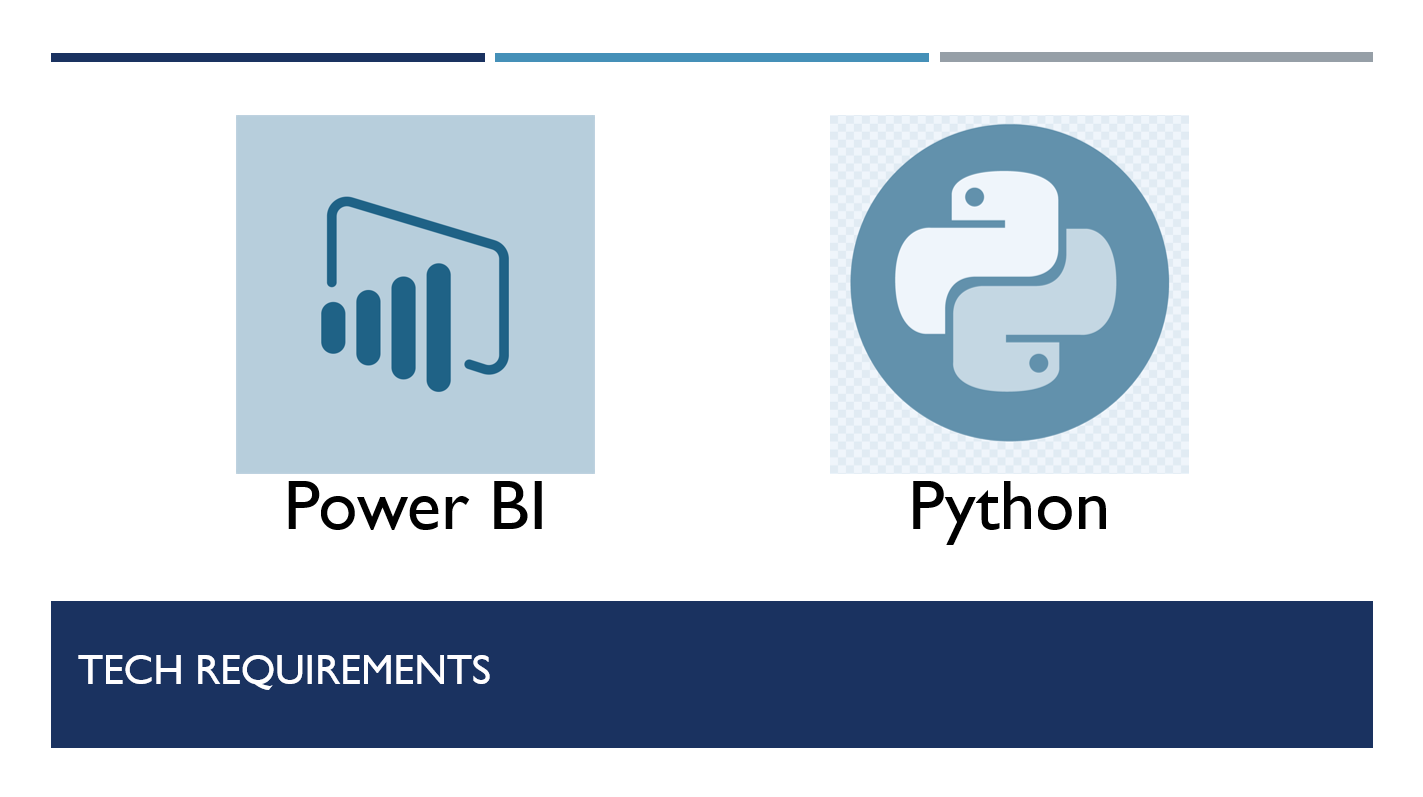 Power BI
Python
TECH REQUIREMENTS